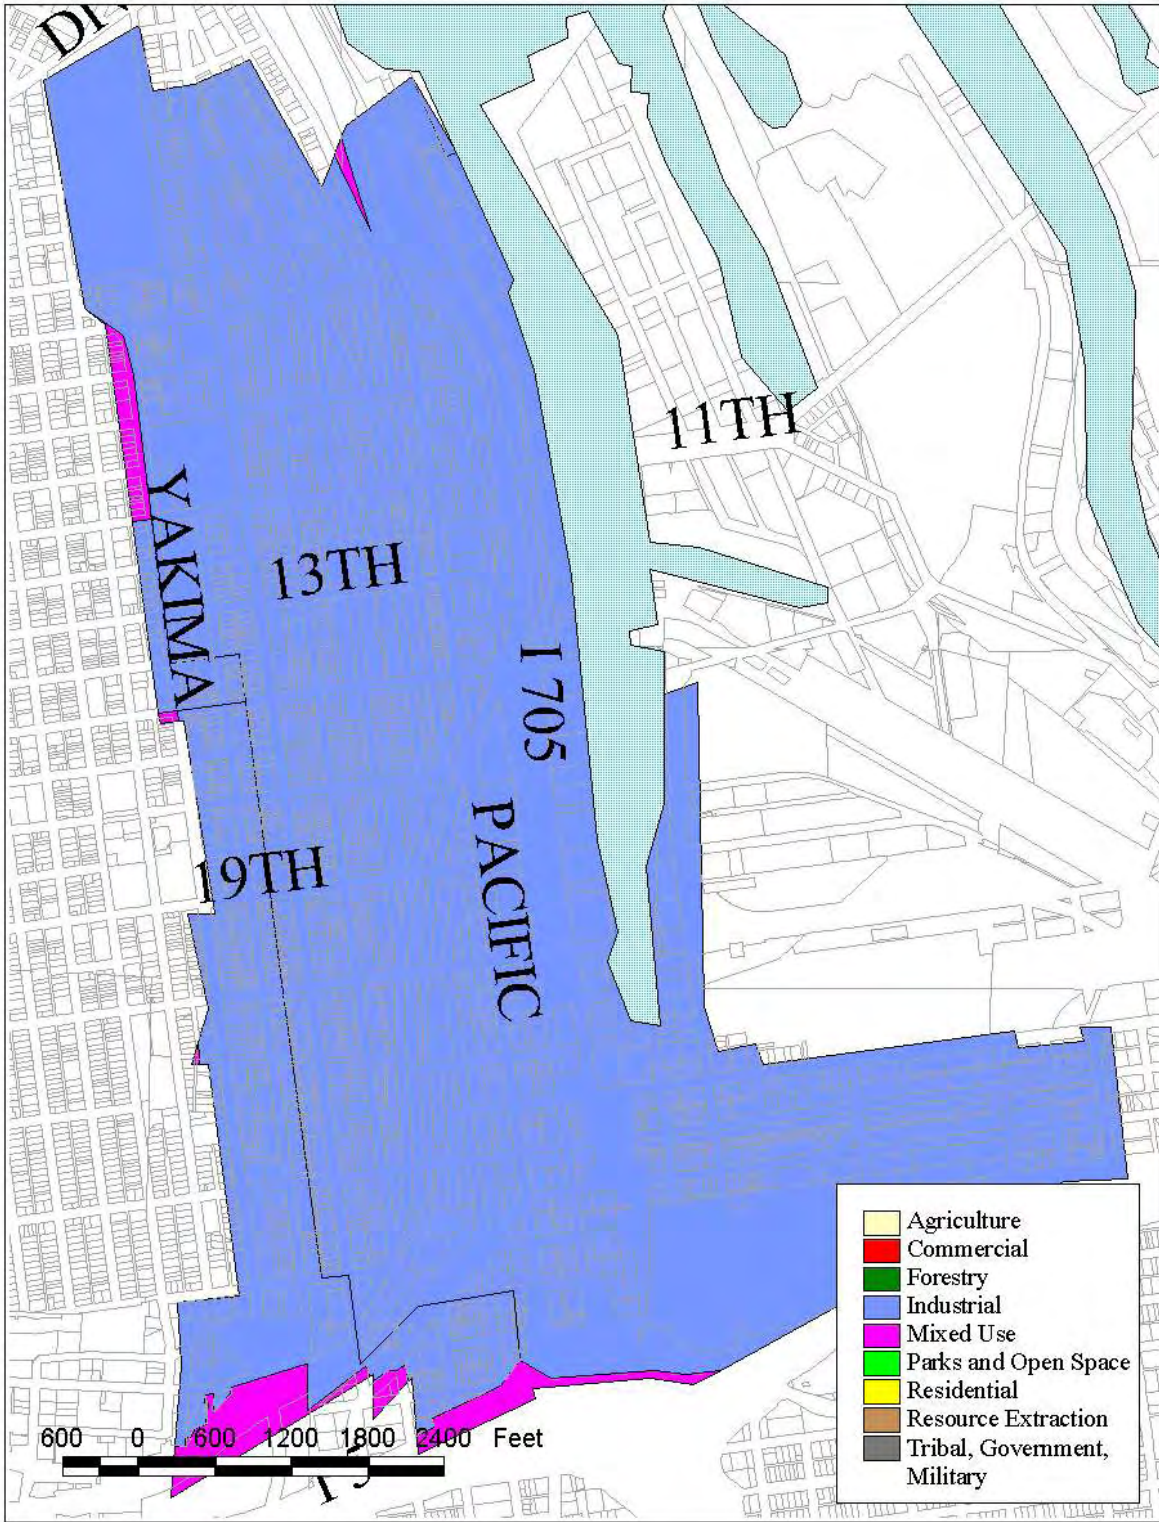 11TH
YAKIMA
13TH
I 705
PACIFIC
19TH
Agriculture
Commercial
Forestry
Industrial
Mixed Use
Parks and Open Space
Residential
Resource Extraction
Tribal, Government,
Military
600 0 600 1200 1800 2400 Feet